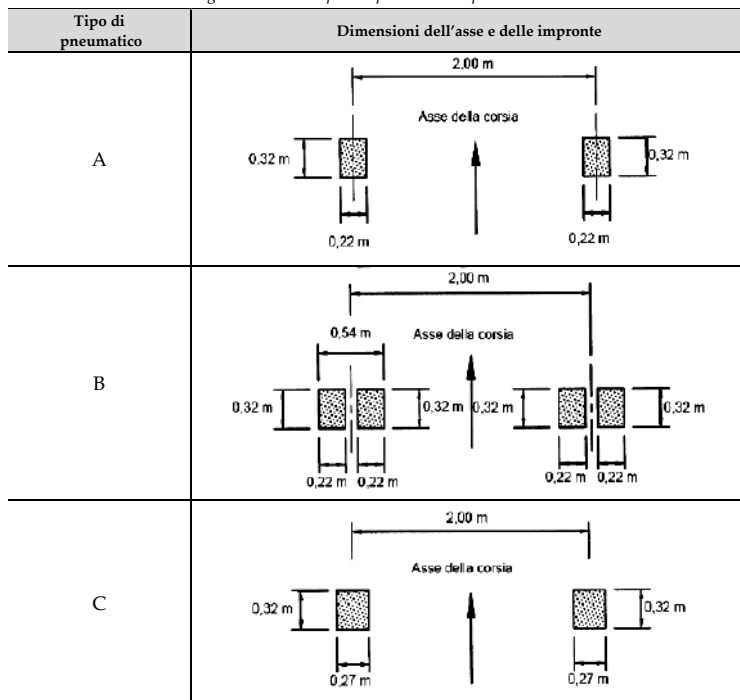 Tipo di
pneumatico
Dimensioni dell'asse e delle impronte
A
2,00 m
Asse della corsia
0,32 m
0,32 m
0,22 m
0,22 m
B
2,00 m
0,54 m
Asse della corsia
0,32 m
0,32 m
0,32 m
0,32 m
0,22 m
0,22 m
0,22 m
0,22 m
C
2,00 m
Asse della corsia
0,32 m
0,32 m
0,27 m
0,27 m